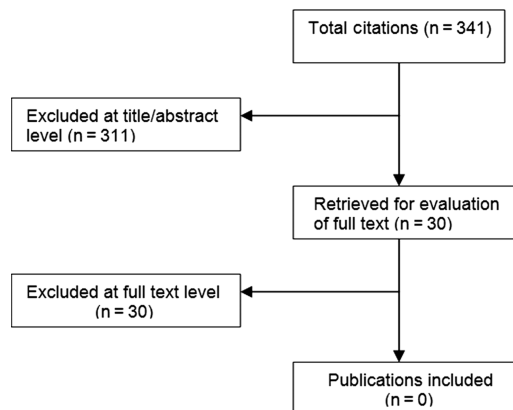 Total citations (n = 341)
Excluded at title/abstract
level (n = 311)
Retrieved for evaluation
of full text (n = 30)
Excluded at full text level
(n = 30)
Publications included
(n = 0)